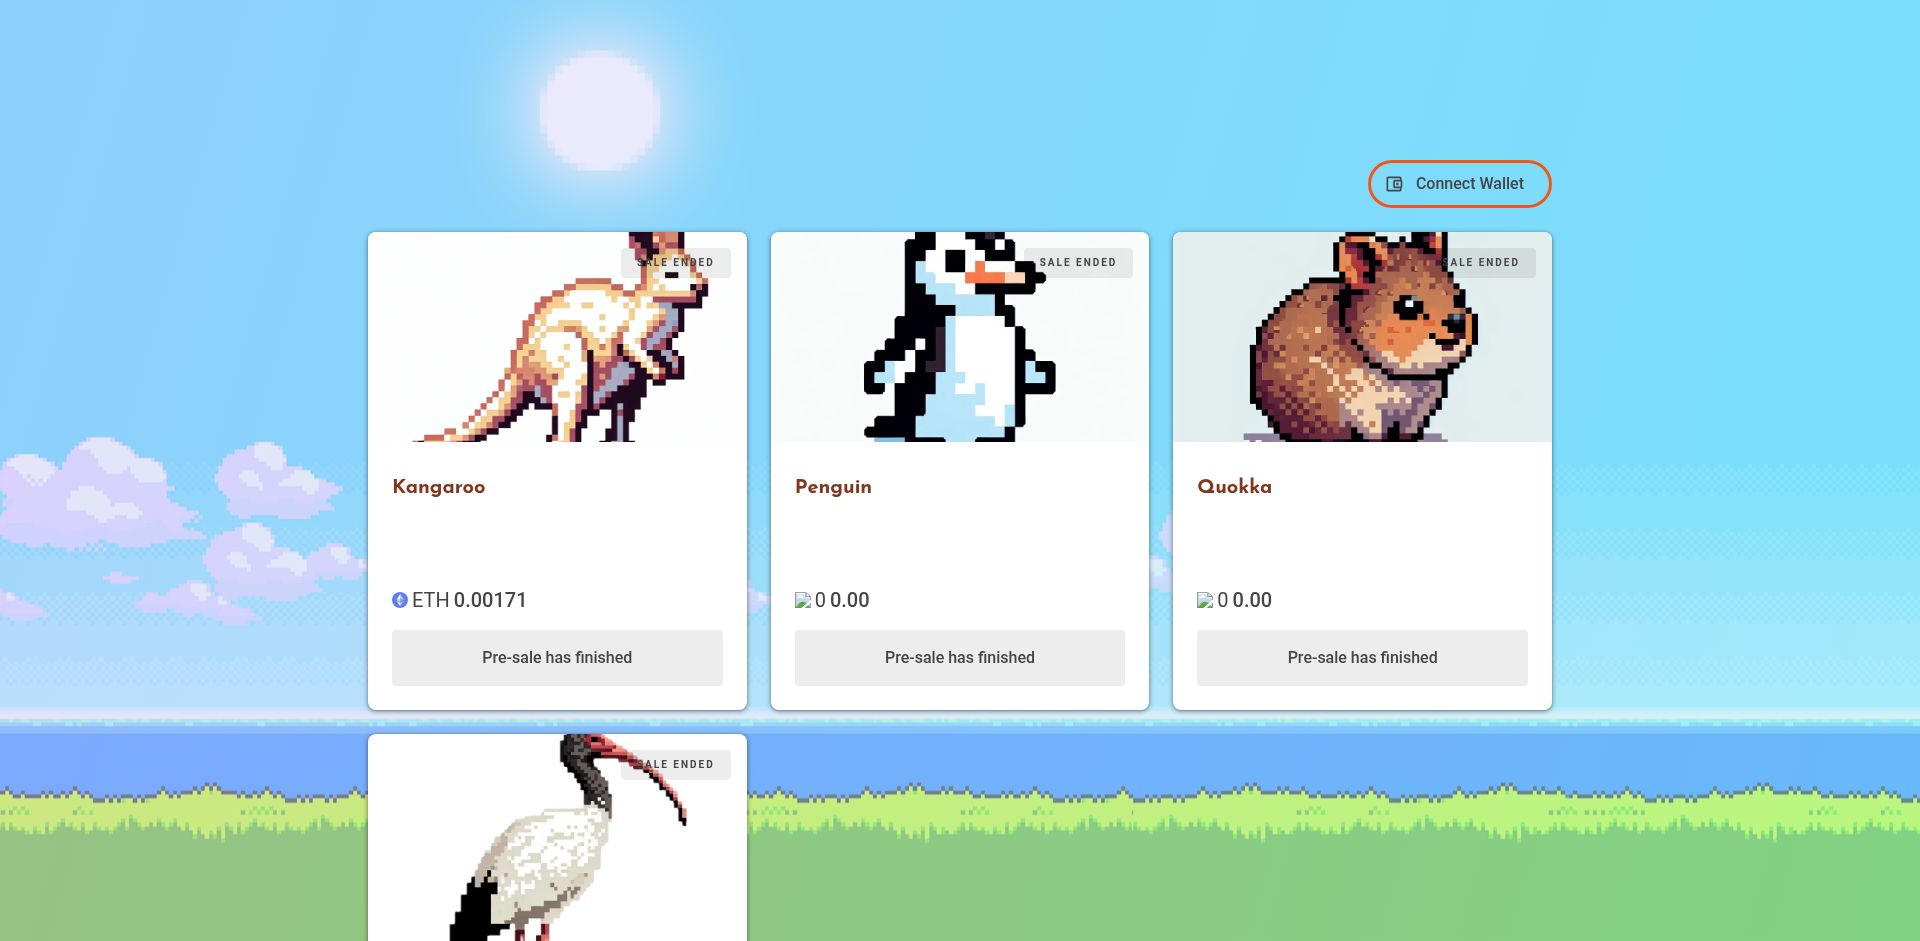 Connect Wallet
SALE ENDED
SALE ENDED
SALE ENDED
Kangaroo
Penguin
Quokka
ETH 0.00171
0 0.00
0 0.00
Pre-sale has finished
Pre-sale has finished
Pre-sale has finished
SALE ENDED